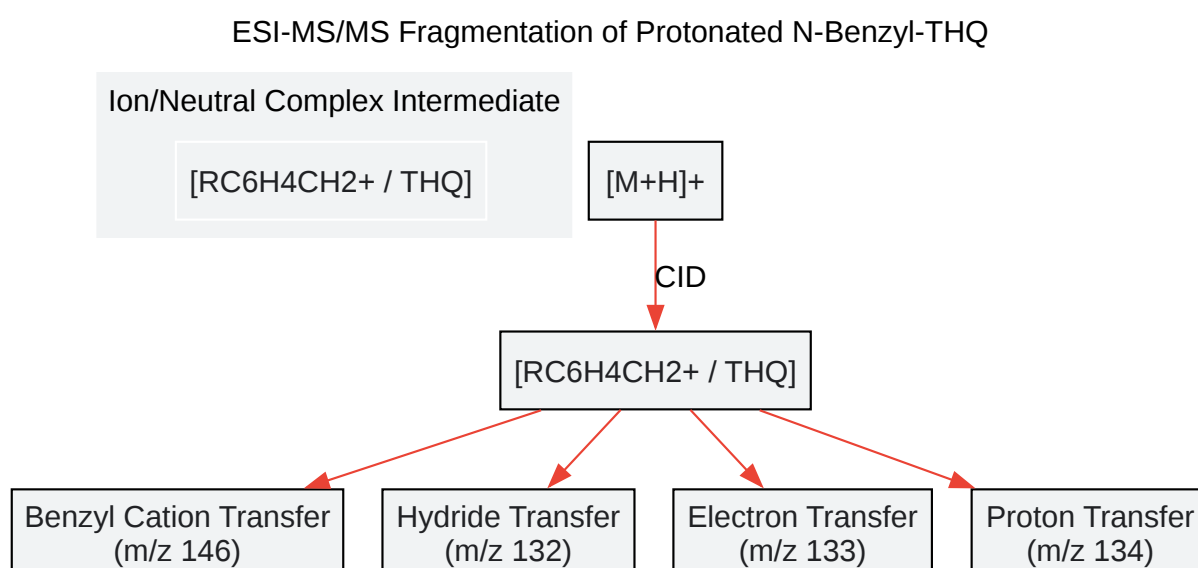 ESI-MS/MS Fragmentation of Protonated N-Benzyl-THQ
Ion/Neutral Complex Intermediate
[RC6H4CH2+ / THQ]
[M+H]+
CID
[RC6H4CH2+ / THQ]
Benzyl Cation Transfer
(m/z 146)
Hydride Transfer
(m/z 132)
Electron Transfer
(m/z 133)
Proton Transfer
(m/z 134)